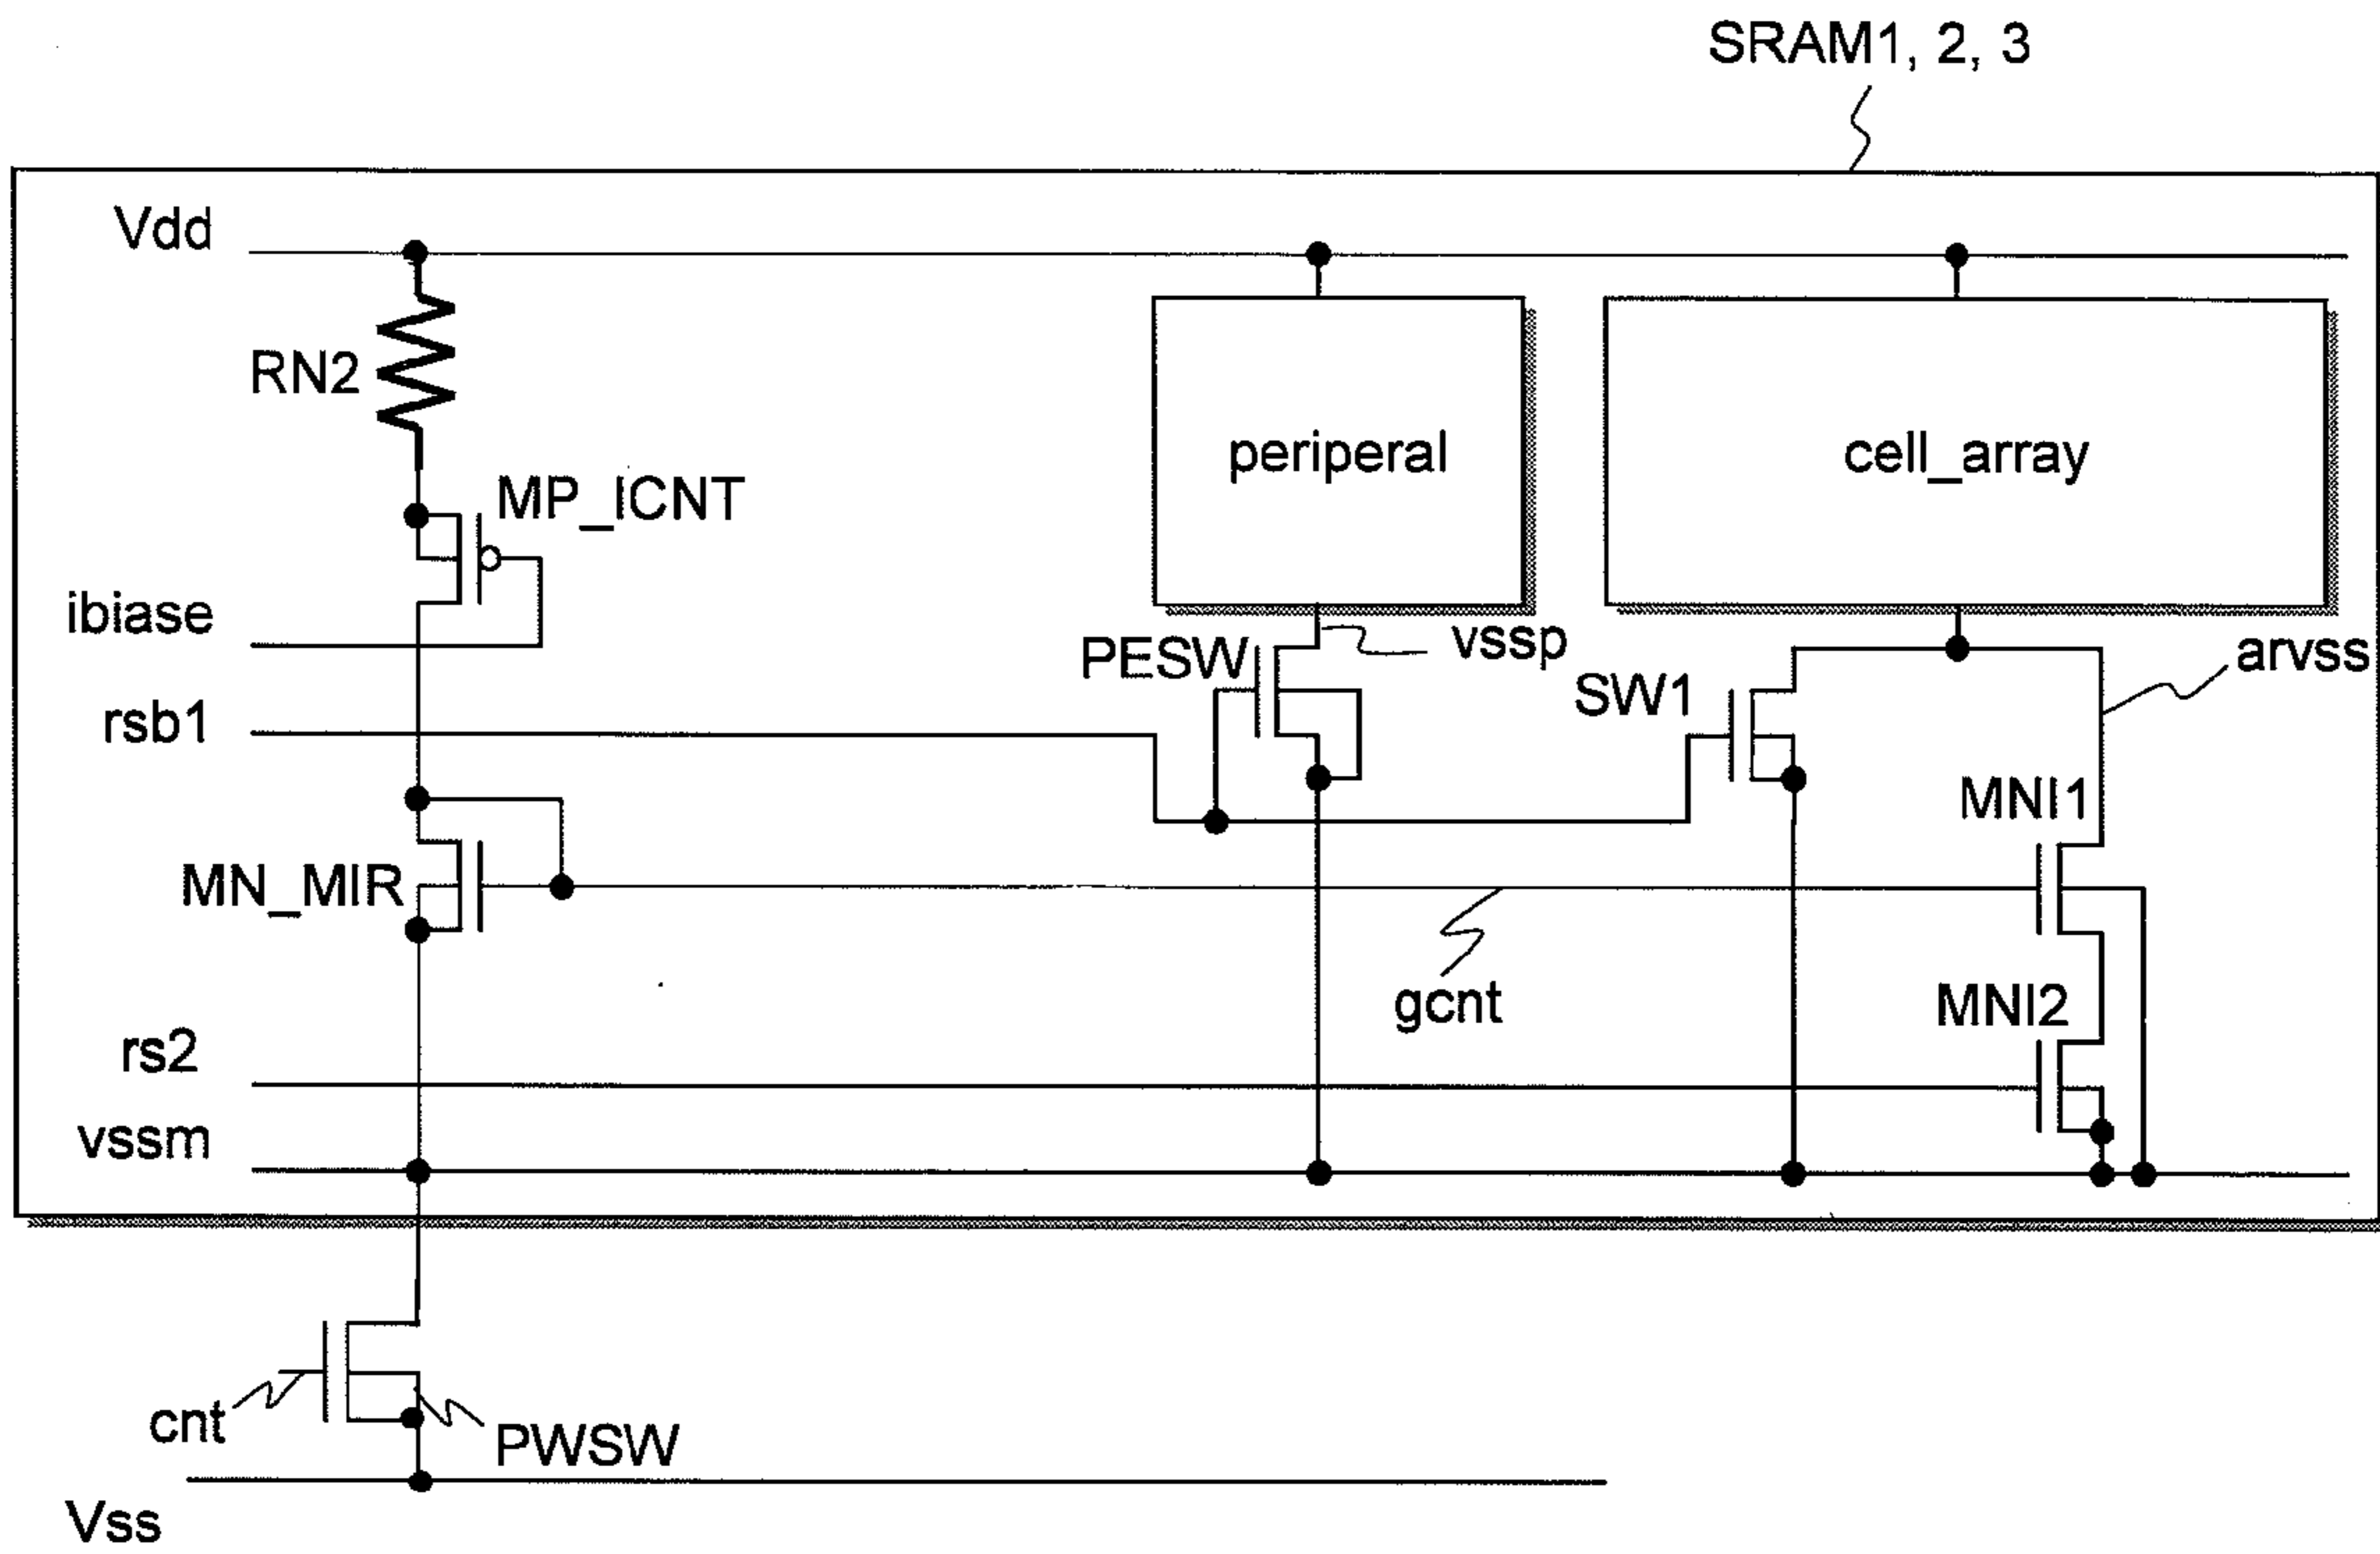 SRAM1, 2, 3
Vdd
RN2
MP_ICNT
periperal
cell_array
ibiase
PESW
vssp
SW1
arvss
rsb1
MNI1
MN_MIR
gcnt
MNI2
rs2
vssm
cnt
PWSW
Vss